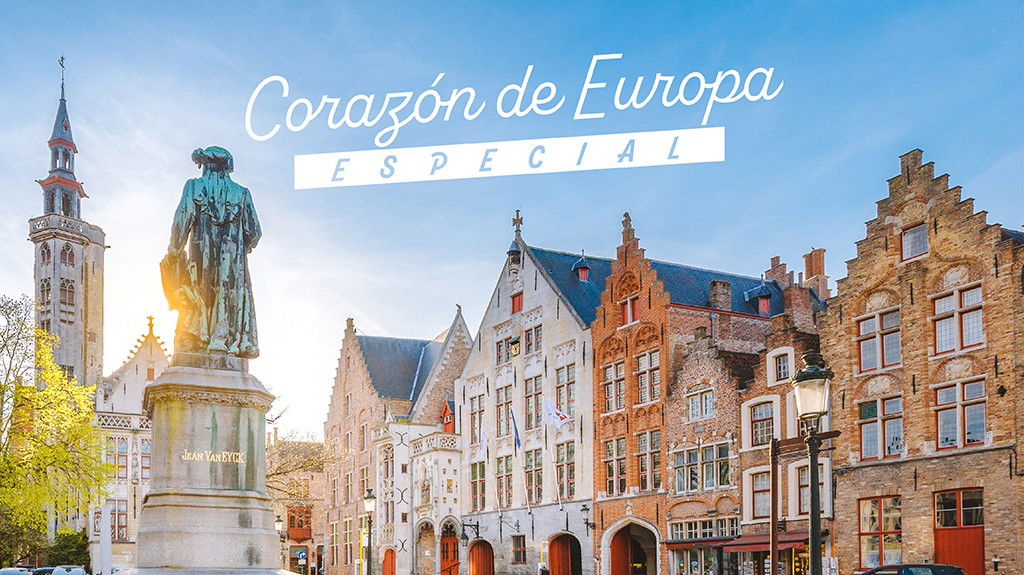 Corazón de Europa
ESPECIAL
JEAN VAN EYCK